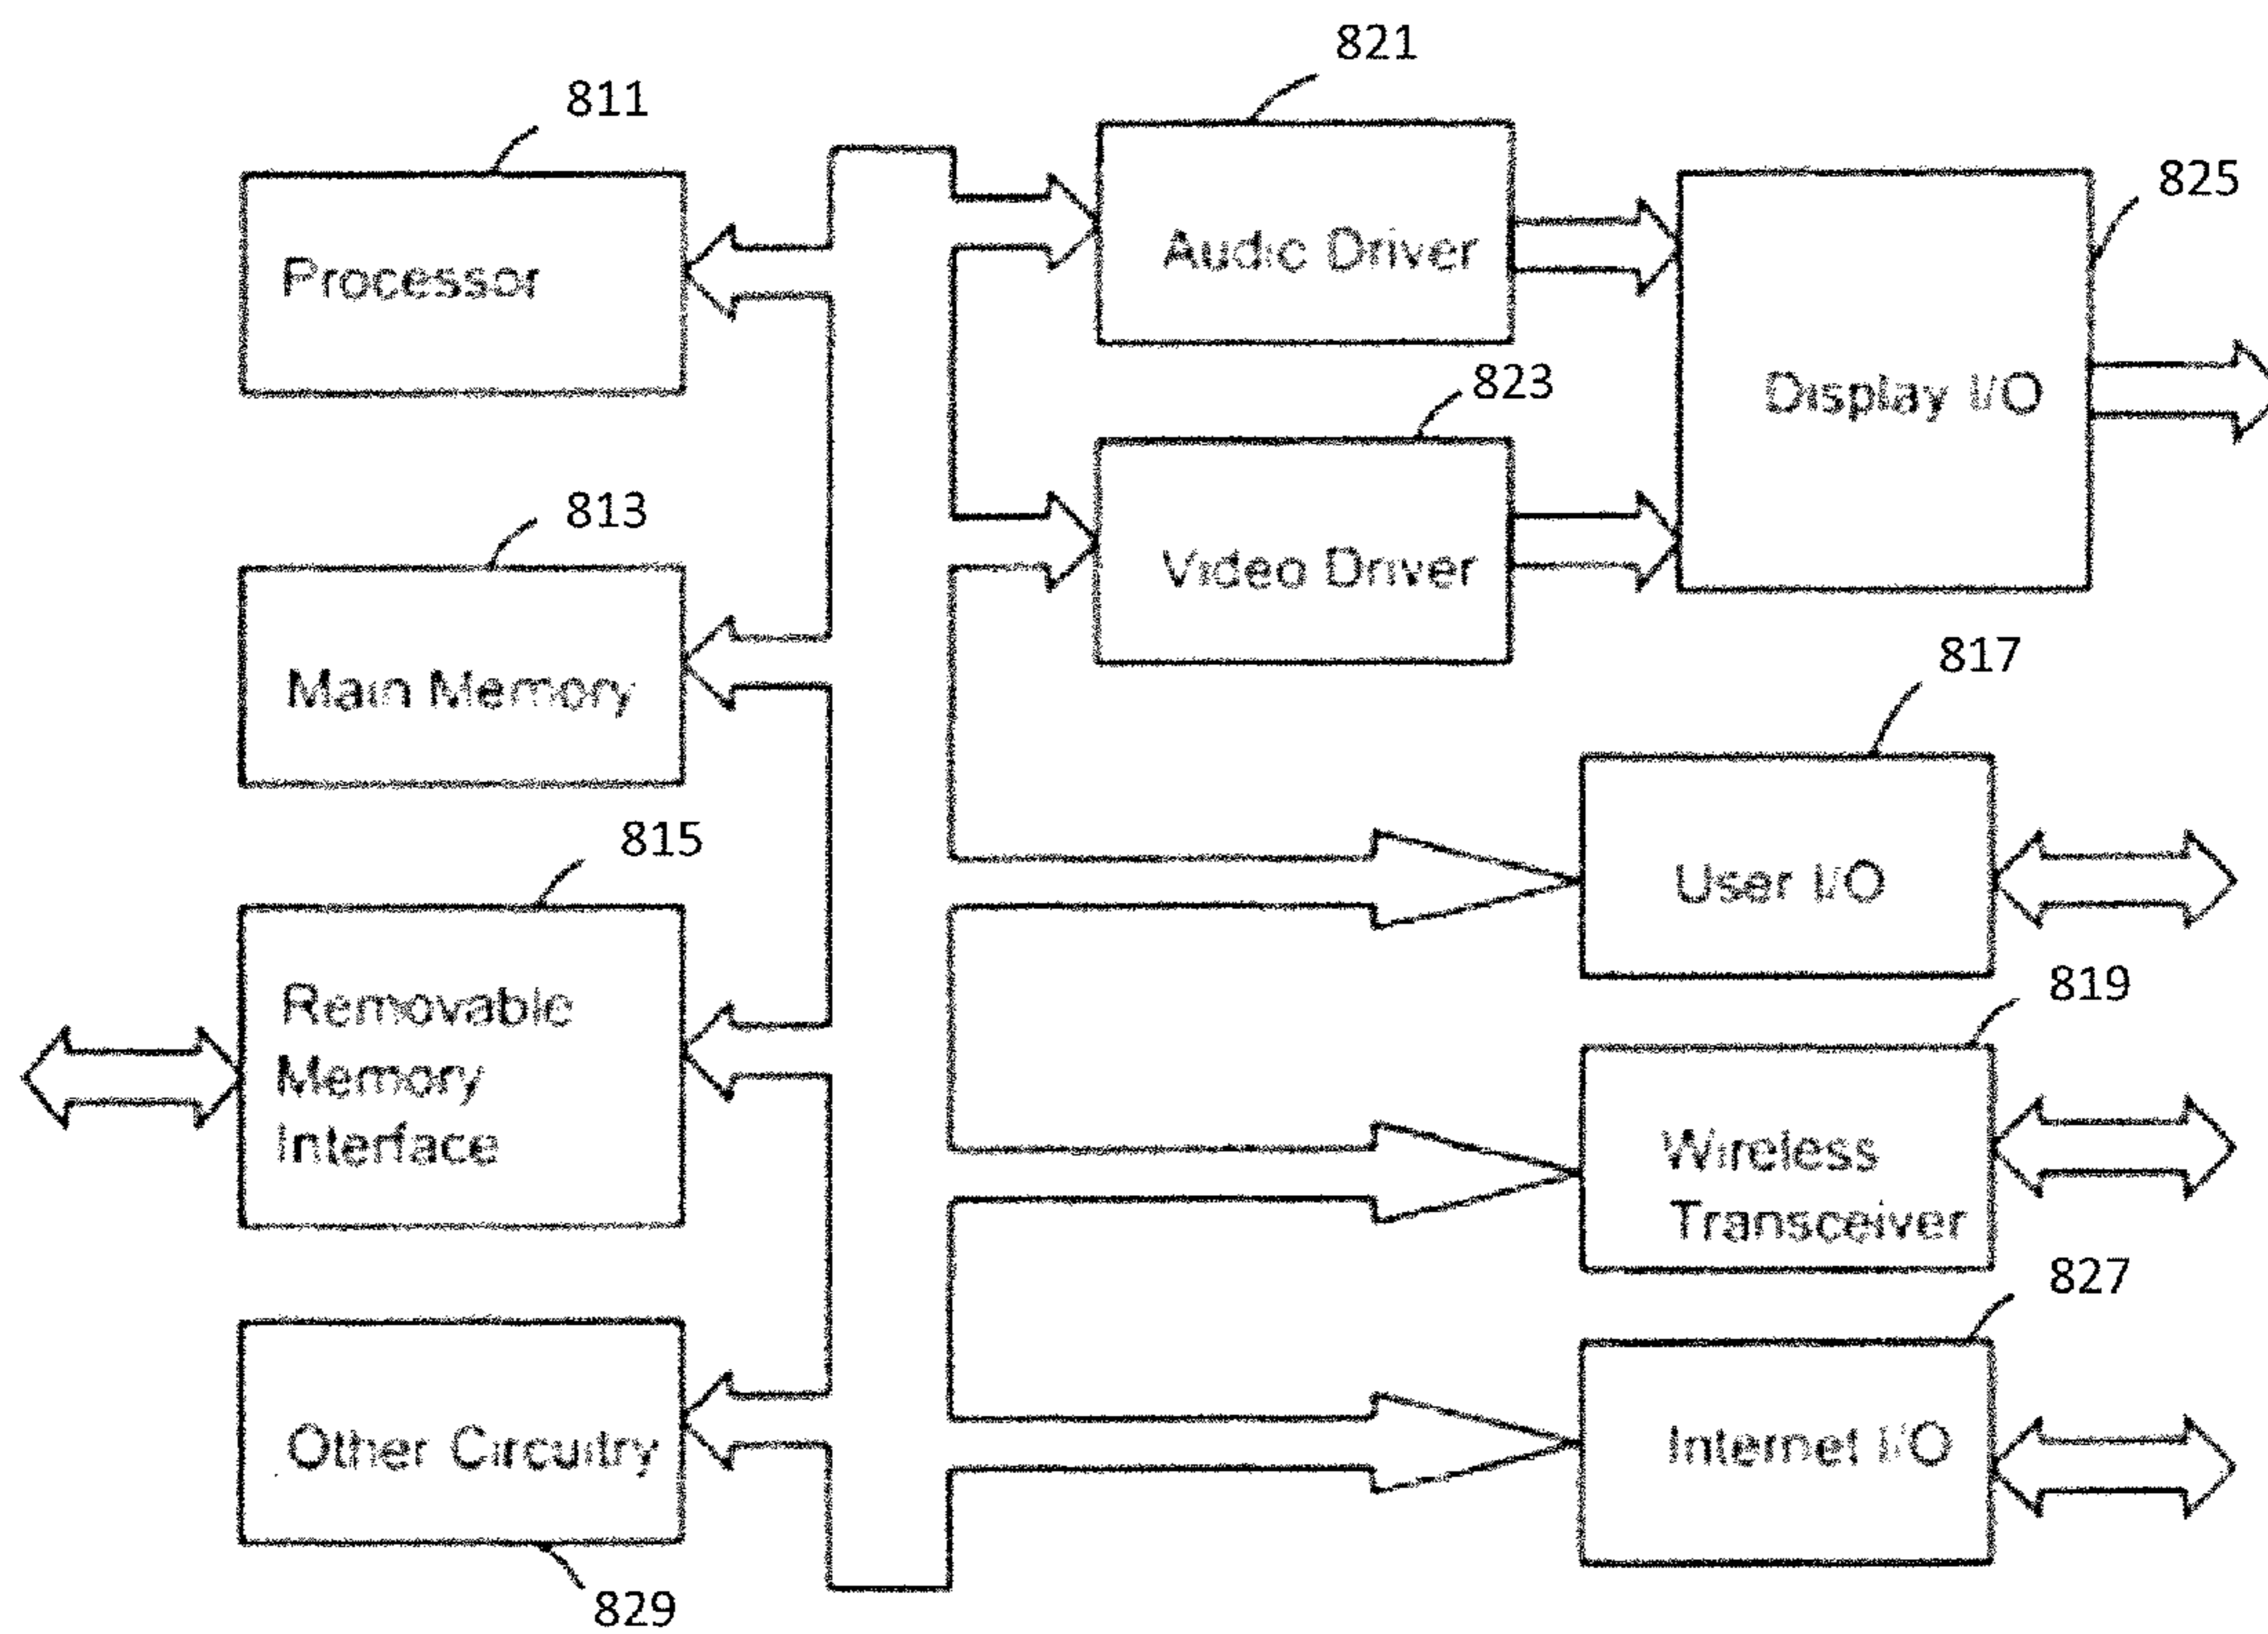 821
811
825
Processor
Audio Driver
Display I/O
823
813
Video Driver
Main Memory
817
815
User I/O
Removable
Memory
Interface
819
Wireless
Transceiver
827
Other Circuitry
Internet I/O
829